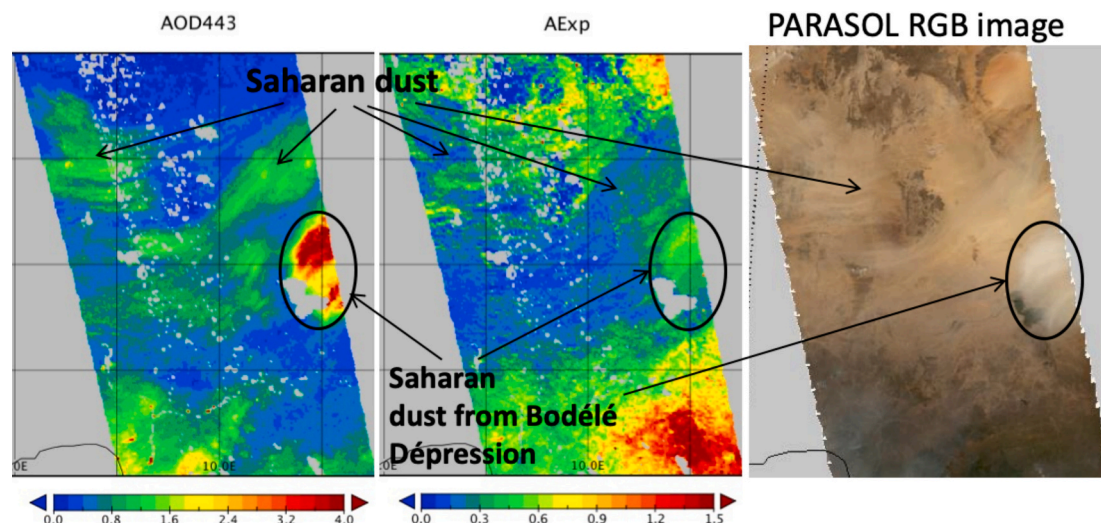 AOD443
AExp
PARASOL RGB image
Saharan dust
Saharan
dust from Bodélé
Dépression
0E
10.0E
0E
10.0E
0.0 0.8 1.6 2.4 3.2 4.0
0.0 0.3 0.6 0.9 1.2 1.5